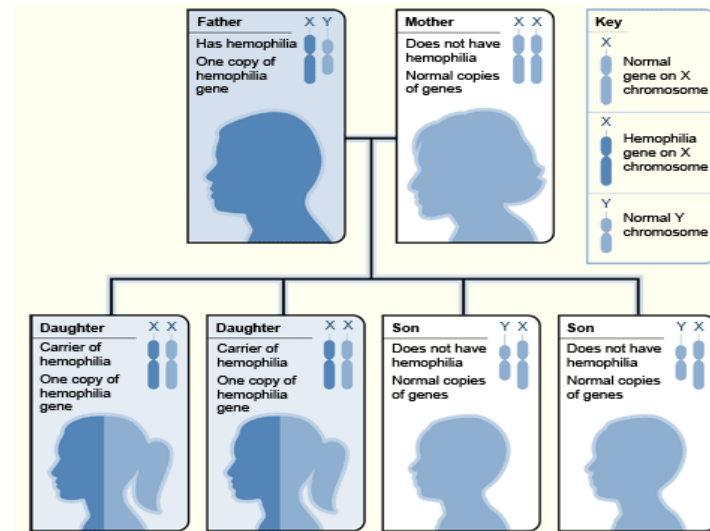 Father
X Y
Has hemophilia
One copy of
hemophilia
gene
Mother
X X
Does not have
hemophilia
Normal copies
of genes
Key
X
Normal
gene on X
chromosome
X
Hemophilia
gene on X
chromosome
Y
Normal Y
chromosome
Daughter
X X
Carrier of
hemophilia
One copy of
hemophilia
gene
Daughter
X X
Carrier of
hemophilia
One copy of
hemophilia
gene
Son
Y X
Does not have
hemophilia
Normal copies
of genes
Son
Y X
Does not have
hemophilia
Normal copies
of genes